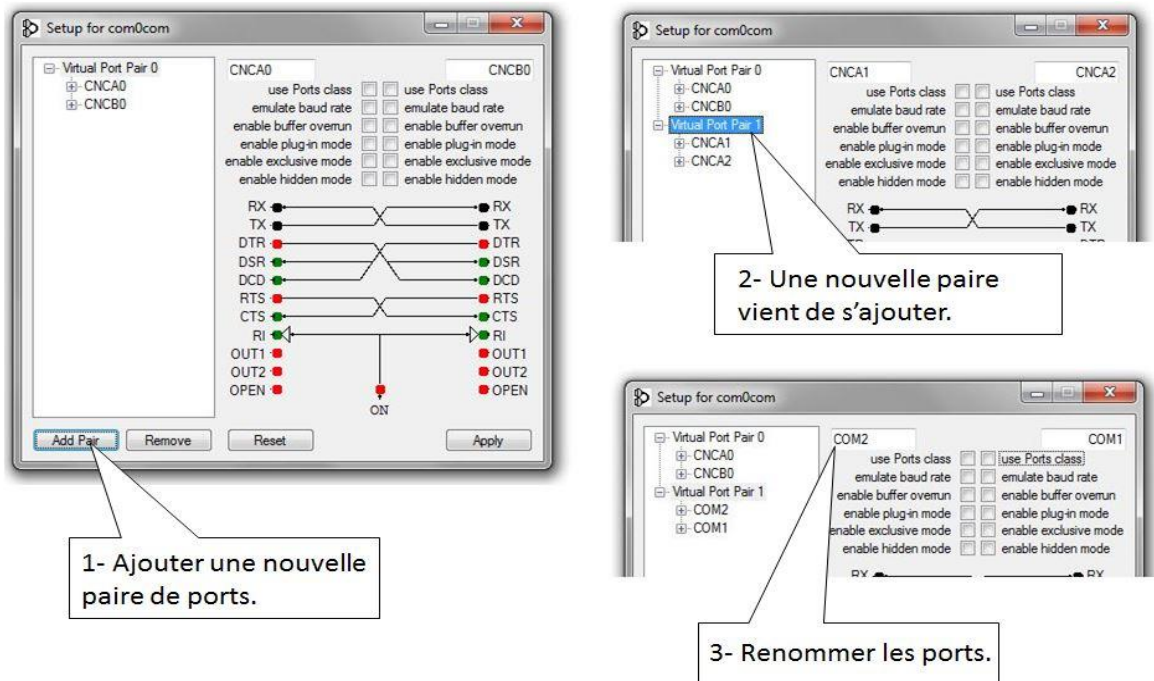 Setup for com0com
Virtual Port Pair 0
CNCA0
CNCB0
CNCA0 CNCB0
use Ports class use Ports class
emulate baud rate emulate baud rate
enable buffer overrun enable buffer overrun
enable plug-in mode enable plug-in mode
enable exclusive mode enable exclusive mode
enable hidden mode enable hidden mode
RX RX
TX TX
DTR DTR
DSR DSR
DCD DCD
RTS RTS
CTS CTS
RI RI
OUT1 OUT1
OUT2 OUT2
OPEN OPEN
ON
Add Pair Remove Reset Apply
1- Ajouter une nouvelle
paire de ports.
Setup for com0com
Virtual Port Pair 0
CNCA0
CNCB0
Virtual Port Pair 1
CNCA1
CNCA2
CNCA1 CNCA2
use Ports class use Ports class
emulate baud rate emulate baud rate
enable buffer overrun enable buffer overrun
enable plug-in mode enable plug-in mode
enable exclusive mode enable exclusive mode
enable hidden mode enable hidden mode
RX RX
TX TX
2- Une nouvelle paire
vient de s'ajouter.
Setup for com0com
Virtual Port Pair 0
CNCA0
CNCB0
Virtual Port Pair 1
COM2
COM1
COM2 COM1
use Ports class use Ports class
emulate baud rate emulate baud rate
enable buffer overrun enable buffer overrun
enable plug-in mode enable plug-in mode
enable exclusive mode enable exclusive mode
enable hidden mode enable hidden mode
RX RX
3- Renommer les ports.